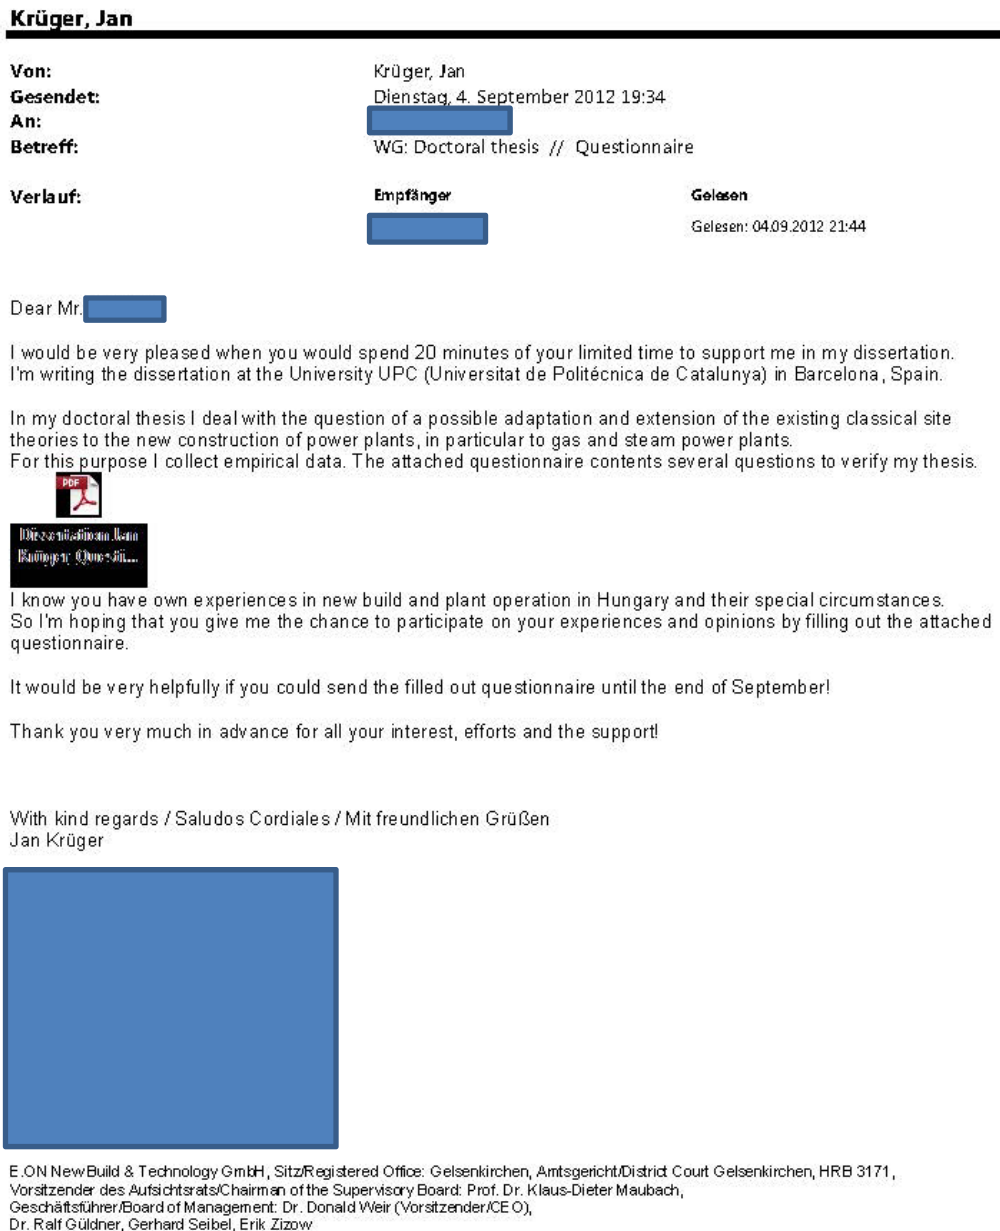 Krüger, Jan
Von: Krüger, Jan
Gesendet: Dienstag, 4. September 2012 19:34
An:
Betreff: WG: Doctoral thesis // Questionnaire
Verlauf: Empfänger Gelesen
Gelesen: 04.09.2012 21:44
Dear Mr.
I would be very pleased when you would spend 20 minutes of your limited time to support me in my dissertation.
I'm writing the dissertation at the University UPC (Universitat de Politécnica de Catalunya) in Barcelona, Spain.
In my doctoral thesis I deal with the question of a possible adaptation and extension of the existing classical site
theories to the new construction of power plants, in particular to gas and steam power plants.
For this purpose I collect empirical data. The attached questionnaire contents several questions to verify my thesis.
PDF
Dissertation Jan
Krüger Questi...
I know you have own experiences in new build and plant operation in Hungary and their special circumstances.
So I'm hoping that you give me the chance to participate on your experiences and opinions by filling out the attached
questionnaire.
It would be very helpfully if you could send the filled out questionnaire until the end of September!
Thank you very much in advance for all your interest, efforts and the support!
With kind regards / Saludos Cordiales / Mit freundlichen Grüßen
Jan Krüger
E.ON New Build & Technology GmbH, Sitz/Registered Office: Gelsenkirchen, Amtsgericht/District Court Gelsenkirchen, HRB 3171,
Vorsitzender des Aufsichtsrats/Chairman of the Supervisory Board: Prof. Dr. Klaus-Dieter Maubach,
Geschäftsführer/Board of Management: Dr. Donald Weir (Vorsitzender/CEO),
Dr. Ralf Güldner, Gerhard Seibel, Erik Zizow